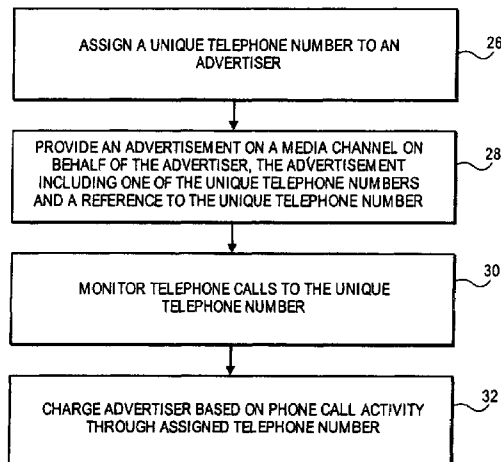 ASSIGN A UNIQUE TELEPHONE NUMBER TO AN
ADVERTISER
26
PROVIDE AN ADVERTISEMENT ON A MEDIA CHANNEL ON
BEHALF OF THE ADVERTISER, THE ADVERTISEMENT
INCLUDING ONE OF THE UNIQUE TELEPHONE NUMBERS
AND A REFERENCE TO THE UNIQUE TELEPHONE NUMBER
28
MONITOR TELEPHONE CALLS TO THE UNIQUE
TELEPHONE NUMBER
30
CHARGE ADVERTISER BASED ON PHONE CALL ACTIVITY
THROUGH ASSIGNED TELEPHONE NUMBER
32